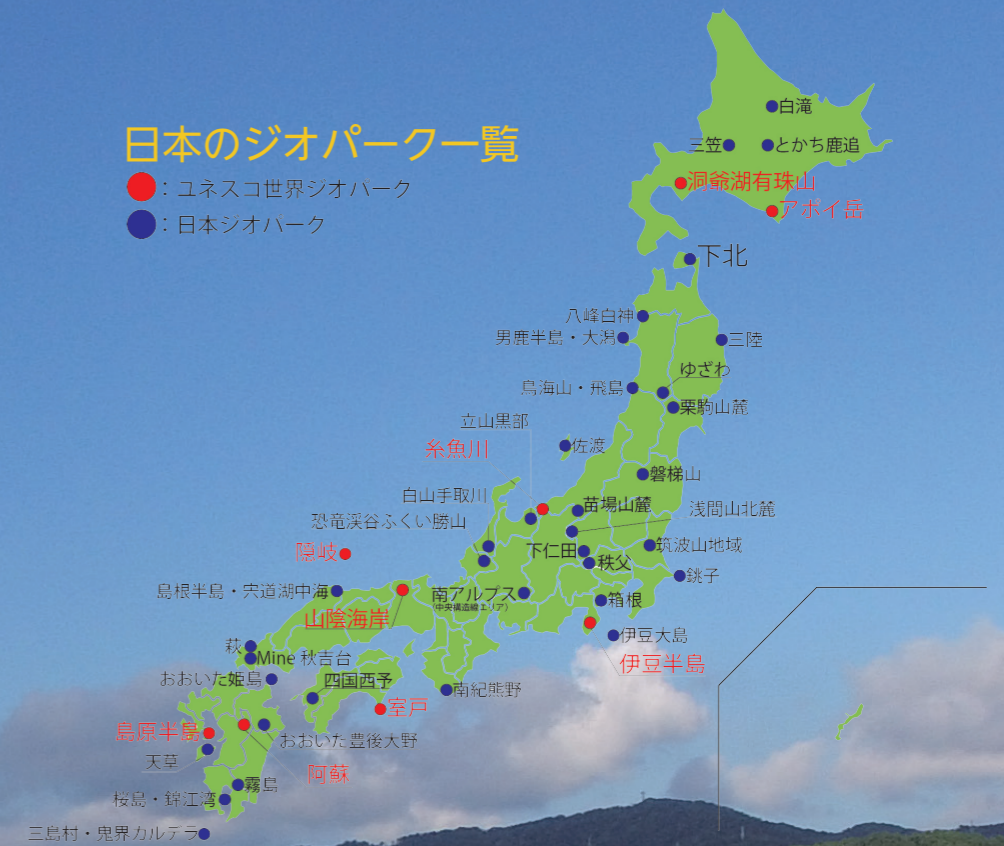 日本のジオパーク一覧
：ユネスコ世界ジオパーク
：日本ジオパーク
白滝
三笠
とかち鹿追
洞爺湖有珠山
アポイ岳
下北
八峰白神
男鹿半島・大潟
三陸
ゆざわ
鳥海山・飛島
栗駒山麓
立山黒部
糸魚川
佐渡
磐梯山
白山手取川
苗場山麓
浅間山北麓
恐竜渓谷ふくい勝山
隠岐
下仁田
筑波山地域
秩父
銚子
島根半島・宍道湖中海
南アルプス
（中央構造線エリア）
箱根
山陰海岸
伊豆大島
萩
Mine 秋吉台
伊豆半島
おおいた姫島
四国西予
南紀熊野
室戸
島原半島
おおいた豊後大野
天草
阿蘇
霧島
桜島・錦江湾
三島村・鬼界カルデラ